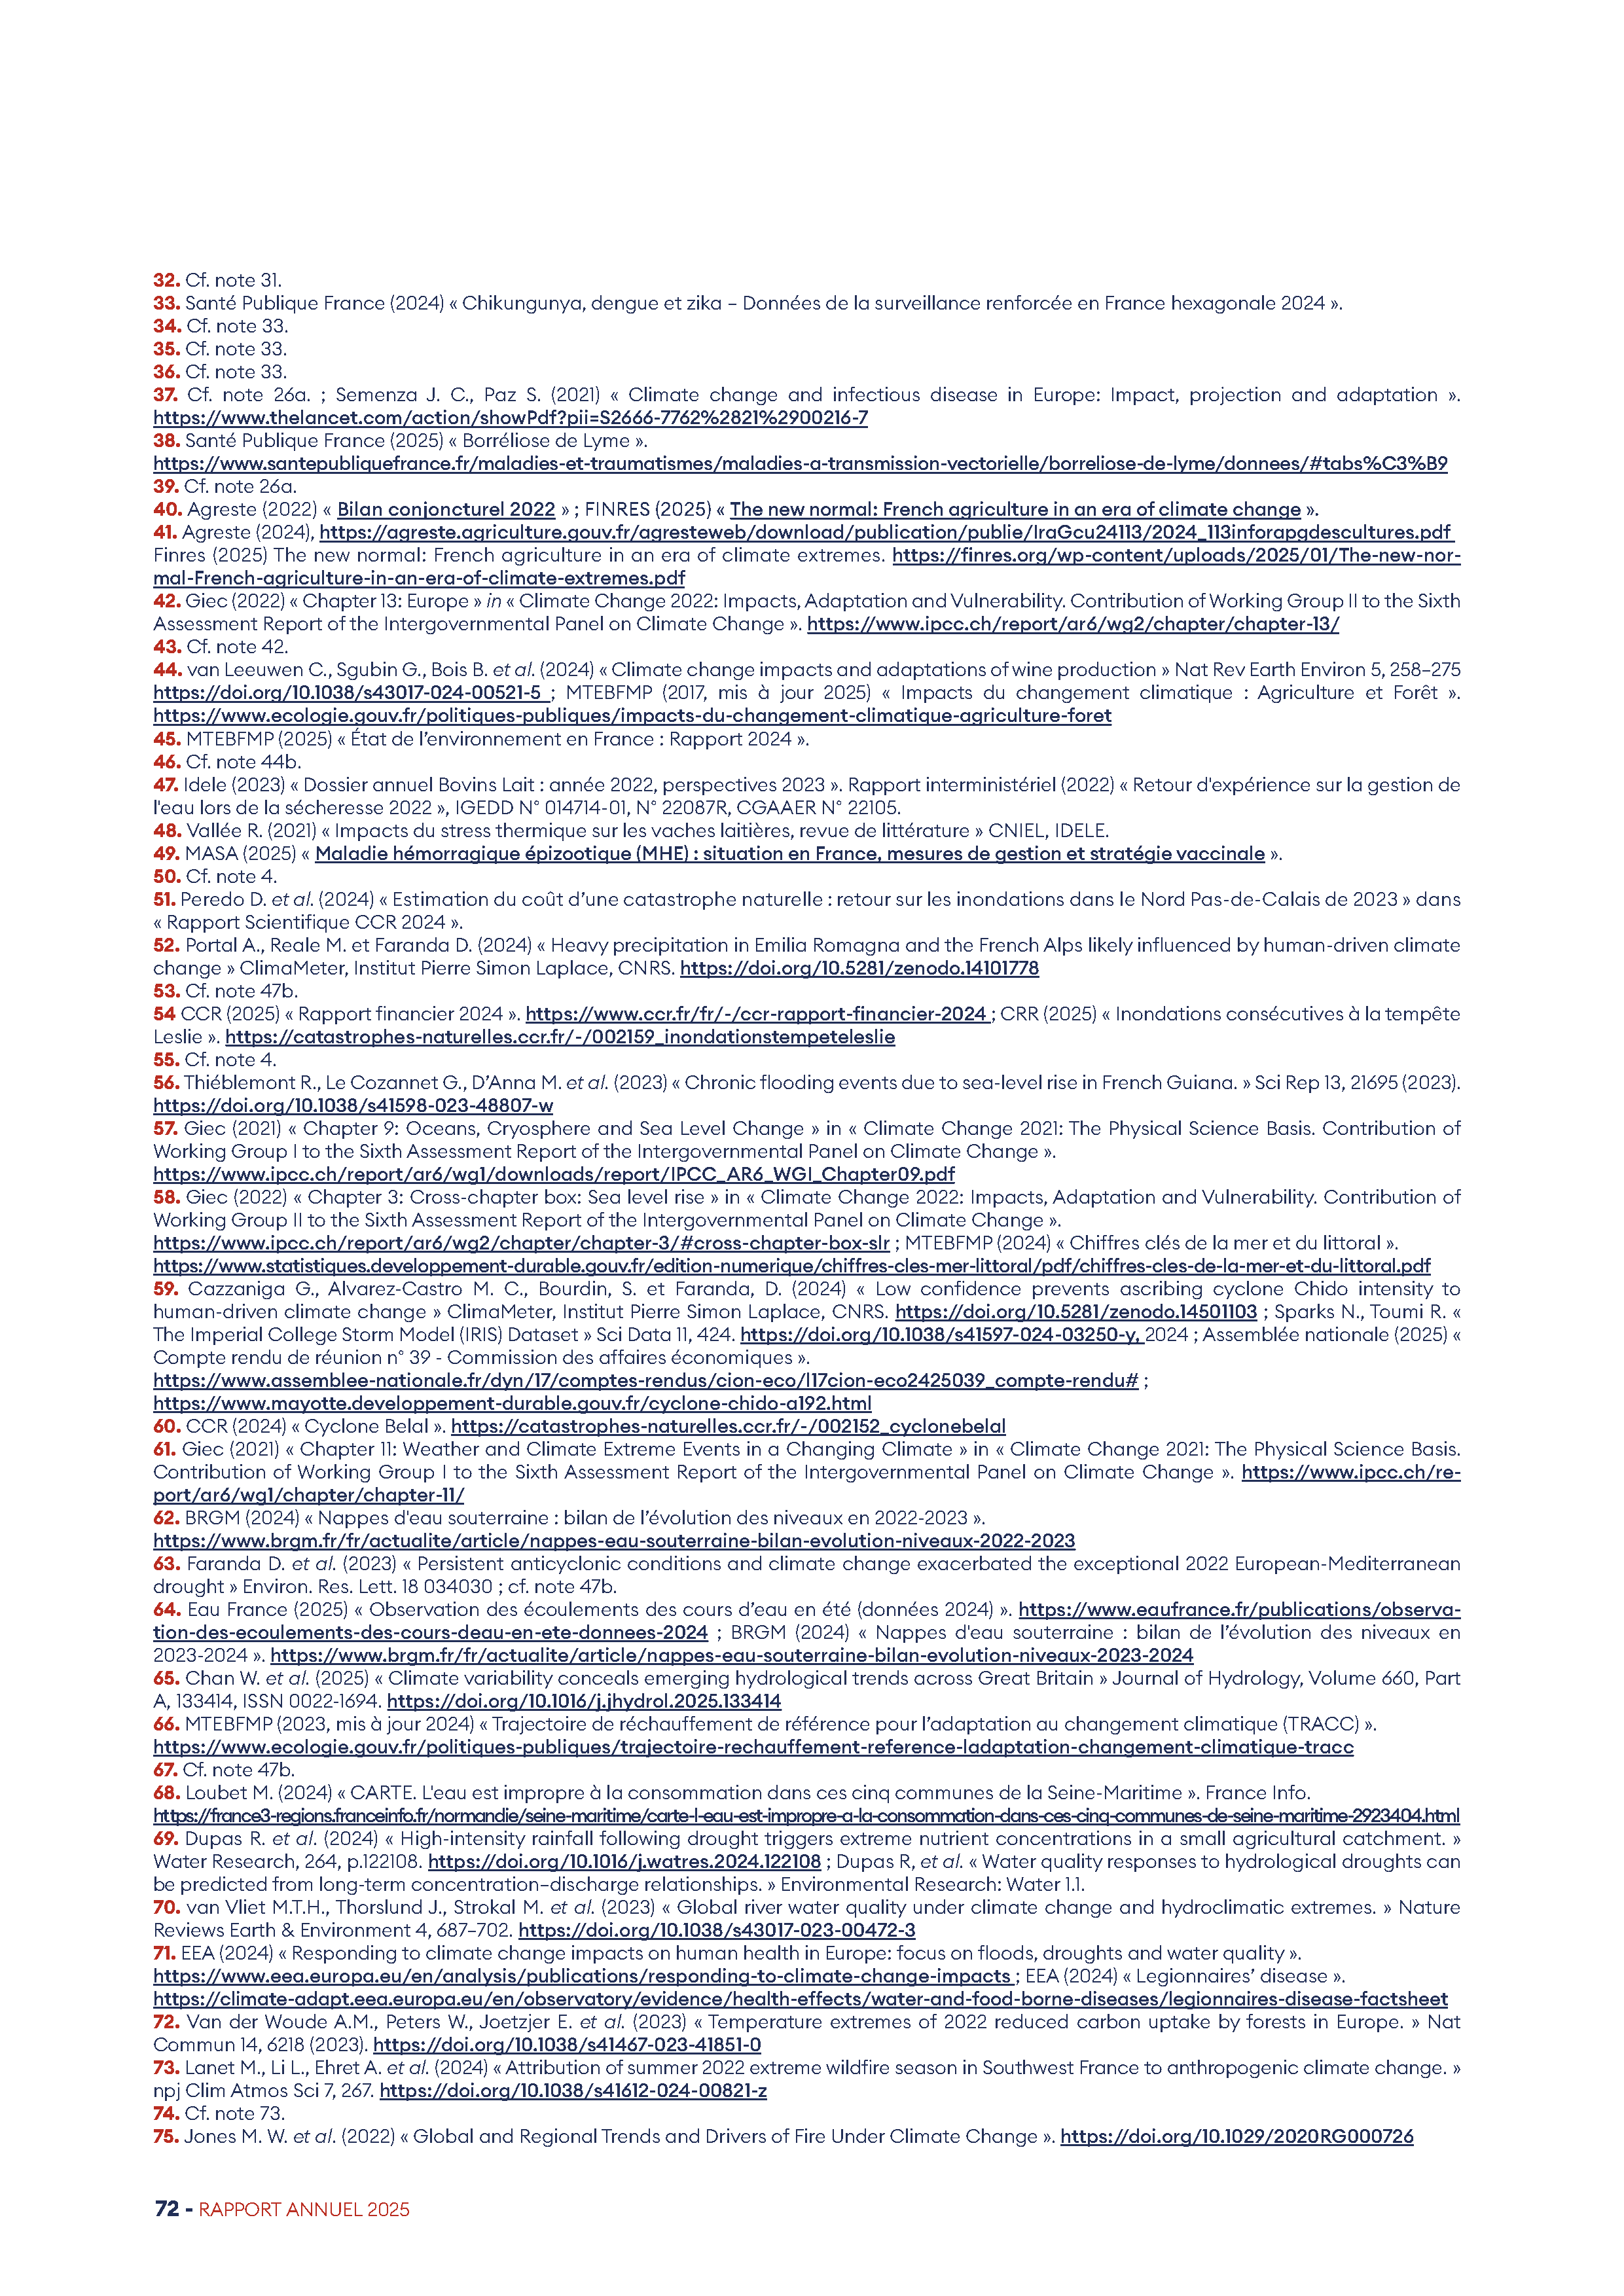 32. Cf. note 31.
33. Santé Publique France (2024) « Chikungunya, dengue et zika – Données de la surveillance renforcée en France hexagonale 2024 ».
34. Cf. note 33.
35. Cf. note 33.
36. Cf. note 33.
37. Cf. note 26a. ; Semenza J. C., Paz S. (2021) « Climate change and infectious disease in Europe: Impact, projection and adaptation ».
https://www.thelancet.com/action/showPdf?pii=S2666-7762%2821%2900216-7
38. Santé Publique France (2025) « Borréliose de Lyme ».
https://www.santepubliquefrance.fr/maladies-et-traumatismes/maladies-a-transmission-vectorielle/borreliose-de-lyme/donnees/#tabs%C3%B9
39. Cf. note 26a.
40. Agreste (2022) « Bilan conjoncturel 2022 » ; FINRES (2025) « The new normal: French agriculture in an era of climate change ».
41. Agreste (2024), https://agreste.agriculture.gouv.fr/agresteweb/download/publication/publie/IraGcu24113/2024_113inforapgdescultures.pdf
Finres (2025) The new normal: French agriculture in an era of climate extremes. https://finres.org/wp-content/uploads/2025/01/The-new-nor-
mal-French-agriculture-in-an-era-of-climate-extremes.pdf
42. Giec (2022) « Chapter 13: Europe » in « Climate Change 2022: Impacts, Adaptation and Vulnerability. Contribution of Working Group II to the Sixth
Assessment Report of the Intergovernmental Panel on Climate Change ». https://www.ipcc.ch/report/ar6/wg2/chapter/chapter-13/
43. Cf. note 42.
44. van Leeuwen C., Sgubin G., Bois B. et al. (2024) « Climate change impacts and adaptations of wine production » Nat Rev Earth Environ 5, 258–275
https://doi.org/10.1038/s43017-024-00521-5 ; MTEBFMP (2017, mis à jour 2025) « Impacts du changement climatique : Agriculture et Forêt ».
https://www.ecologie.gouv.fr/politiques-publiques/impacts-du-changement-climatique-agriculture-foret
45. MTEBFMP (2025) « État de l’environnement en France : Rapport 2024 ».
46. Cf. note 44b.
47. Idele (2023) « Dossier annuel Bovins Lait : année 2022, perspectives 2023 ». Rapport interministériel (2022) « Retour d'expérience sur la gestion de
l'eau lors de la sécheresse 2022 », IGEDD N° 014714-01, N° 22087R, CGAAER N° 22105.
48. Vallée R. (2021) « Impacts du stress thermique sur les vaches laitières, revue de littérature » CNIEL, IDELE.
49. MASA (2025) « Maladie hémorragique épizootique (MHE) : situation en France, mesures de gestion et stratégie vaccinale ».
50. Cf. note 4.
51. Peredo D. et al. (2024) « Estimation du coût d’une catastrophe naturelle : retour sur les inondations dans le Nord Pas-de-Calais de 2023 » dans
« Rapport Scientifique CCR 2024 ».
52. Portal A., Reale M. et Faranda D. (2024) « Heavy precipitation in Emilia Romagna and the French Alps likely influenced by human-driven climate
change » ClimaMeter, Institut Pierre Simon Laplace, CNRS. https://doi.org/10.5281/zenodo.14101778
53. Cf. note 47b.
54 CCR (2025) « Rapport financier 2024 ». https://www.ccr.fr/fr/-/ccr-rapport-financier-2024 ; CRR (2025) « Inondations consécutives à la tempête
Leslie ». https://catastrophes-naturelles.ccr.fr/-/002159_inondationstempeteleslie
55. Cf. note 4.
56. Thiéblemont R., Le Cozannet G., D’Anna M. et al. (2023) « Chronic flooding events due to sea-level rise in French Guiana. » Sci Rep 13, 21695 (2023).
https://doi.org/10.1038/s41598-023-48807-w
57. Giec (2021) « Chapter 9: Oceans, Cryosphere and Sea Level Change » in « Climate Change 2021: The Physical Science Basis. Contribution of
Working Group I to the Sixth Assessment Report of the Intergovernmental Panel on Climate Change ».
https://www.ipcc.ch/report/ar6/wg1/downloads/report/IPCC_AR6_WGI_Chapter09.pdf
58. Giec (2022) « Chapter 3: Cross-chapter box: Sea level rise » in « Climate Change 2022: Impacts, Adaptation and Vulnerability. Contribution of
Working Group II to the Sixth Assessment Report of the Intergovernmental Panel on Climate Change ».
https://www.ipcc.ch/report/ar6/wg2/chapter/chapter-3/#cross-chapter-box-slr ; MTEBFMP (2024) « Chiffres clés de la mer et du littoral ».
https://www.statistiques.developpement-durable.gouv.fr/edition-numerique/chiffres-cles-mer-littoral/pdf/chiffres-cles-de-la-mer-et-du-littoral.pdf
59. Cazzaniga G., Alvarez-Castro M. C., Bourdin, S. et Faranda, D. (2024) « Low confidence prevents ascribing cyclone Chido intensity to
human-driven climate change » ClimaMeter, Institut Pierre Simon Laplace, CNRS. https://doi.org/10.5281/zenodo.14501103 ; Sparks N., Toumi R. «
The Imperial College Storm Model (IRIS) Dataset » Sci Data 11, 424. https://doi.org/10.1038/s41597-024-03250-y, 2024 ; Assemblée nationale (2025) «
Compte rendu de réunion n° 39 - Commission des affaires économiques ».
https://www.assemblee-nationale.fr/dyn/17/comptes-rendus/cion-eco/l17cion-eco2425039_compte-rendu# ;
https://www.mayotte.developpement-durable.gouv.fr/cyclone-chido-a192.html
60. CCR (2024) « Cyclone Belal ». https://catastrophes-naturelles.ccr.fr/-/002152_cyclonebelal
61. Giec (2021) « Chapter 11: Weather and Climate Extreme Events in a Changing Climate » in « Climate Change 2021: The Physical Science Basis.
Contribution of Working Group I to the Sixth Assessment Report of the Intergovernmental Panel on Climate Change ». https://www.ipcc.ch/re-
port/ar6/wg1/chapter/chapter-11/
62. BRGM (2024) « Nappes d'eau souterraine : bilan de l’évolution des niveaux en 2022-2023 ».
https://www.brgm.fr/fr/actualite/article/nappes-eau-souterraine-bilan-evolution-niveaux-2022-2023
63. Faranda D. et al. (2023) « Persistent anticyclonic conditions and climate change exacerbated the exceptional 2022 European-Mediterranean
drought » Environ. Res. Lett. 18 034030 ; cf. note 47b.
64. Eau France (2025) « Observation des écoulements des cours d’eau en été (données 2024) ». https://www.eaufrance.fr/publications/observa-
tion-des-ecoulements-des-cours-deau-en-ete-donnees-2024 ; BRGM (2024) « Nappes d'eau souterraine : bilan de l’évolution des niveaux en
2023-2024 ». https://www.brgm.fr/fr/actualite/article/nappes-eau-souterraine-bilan-evolution-niveaux-2023-2024
65. Chan W. et al. (2025) « Climate variability conceals emerging hydrological trends across Great Britain » Journal of Hydrology, Volume 660, Part
A, 133414, ISSN 0022-1694. https://doi.org/10.1016/j.jhydrol.2025.133414
66. MTEBFMP (2023, mis à jour 2024) « Trajectoire de réchauffement de référence pour l’adaptation au changement climatique (TRACC) ».
https://www.ecologie.gouv.fr/politiques-publiques/trajectoire-rechauffement-reference-ladaptation-changement-climatique-tracc
67. Cf. note 47b.
68. Loubet M. (2024) « CARTE. L'eau est impropre à la consommation dans ces cinq communes de la Seine-Maritime ». France Info.
https://france3-regions.franceinfo.fr/normandie/seine-maritime/carte-l-eau-est-impropre-a-la-consommation-dans-ces-cinq-communes-de-seine-maritime-2923404.html
69. Dupas R. et al. (2024) « High-intensity rainfall following drought triggers extreme nutrient concentrations in a small agricultural catchment. »
Water Research, 264, p.122108. https://doi.org/10.1016/j.watres.2024.122108 ; Dupas R, et al. « Water quality responses to hydrological droughts can
be predicted from long-term concentration–discharge relationships. » Environmental Research: Water 1.1.
70. van Vliet M.T.H., Thorslund J., Strokal M. et al. (2023) « Global river water quality under climate change and hydroclimatic extremes. » Nature
Reviews Earth & Environment 4, 687–702. https://doi.org/10.1038/s43017-023-00472-3
71. EEA (2024) « Responding to climate change impacts on human health in Europe: focus on floods, droughts and water quality ».
https://www.eea.europa.eu/en/analysis/publications/responding-to-climate-change-impacts ; EEA (2024) « Legionnaires’ disease ».
https://climate-adapt.eea.europa.eu/en/observatory/evidence/health-effects/water-and-food-borne-diseases/legionnaires-disease-factsheet
72. Van der Woude A.M., Peters W., Joetzjer E. et al. (2023) « Temperature extremes of 2022 reduced carbon uptake by forests in Europe. » Nat
Commun 14, 6218 (2023). https://doi.org/10.1038/s41467-023-41851-0
73. Lanet M., Li L., Ehret A. et al. (2024) « Attribution of summer 2022 extreme wildfire season in Southwest France to anthropogenic climate change. »
npj Clim Atmos Sci 7, 267. https://doi.org/10.1038/s41612-024-00821-z
74. Cf. note 73.
75. Jones M. W. et al. (2022) « Global and Regional Trends and Drivers of Fire Under Climate Change ». https://doi.org/10.1029/2020RG000726
72 - RAPPORT ANNUEL 2025